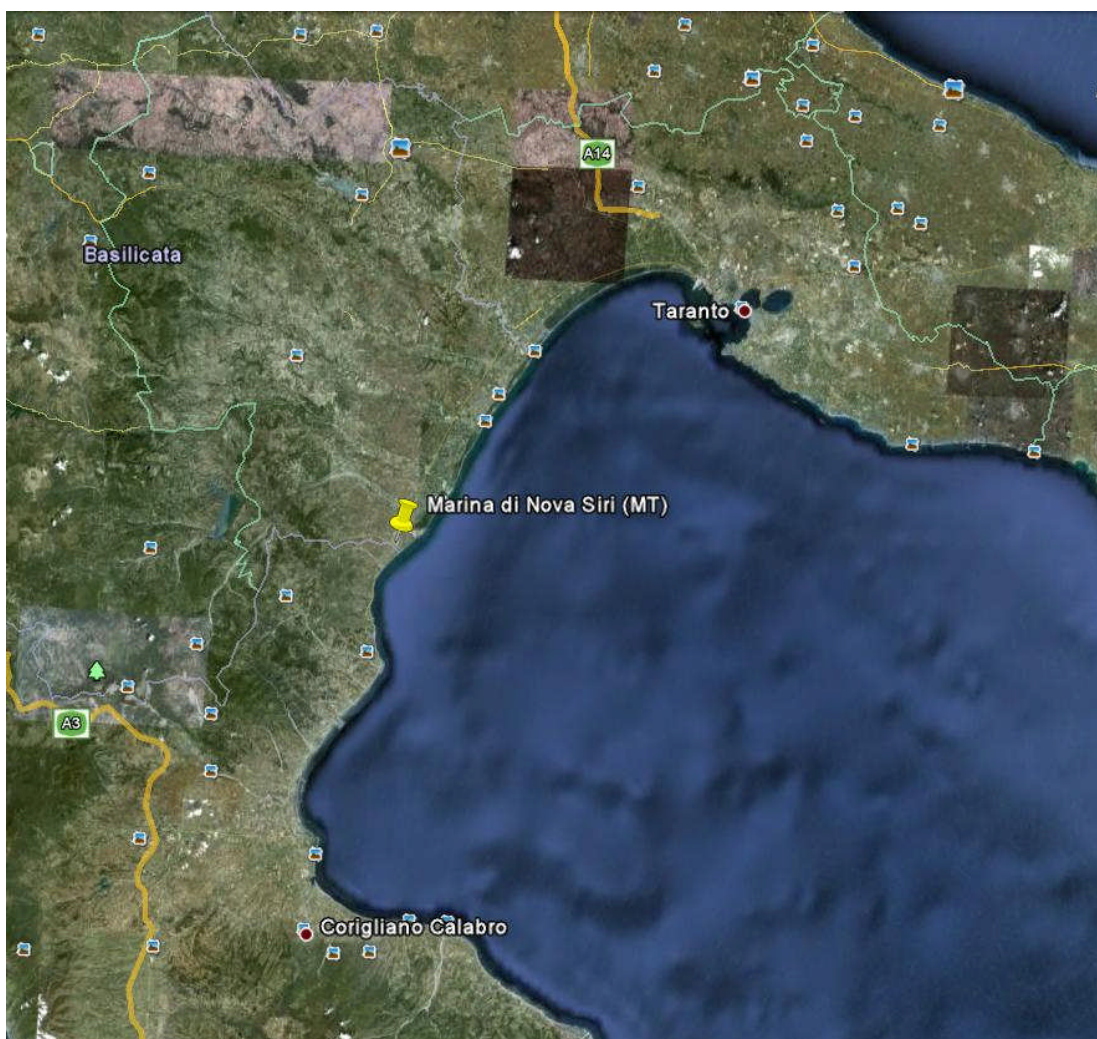 A14
Basilicata
Taranto
Marina di Nova Siri (MT)
A3
Corigliano Calabro